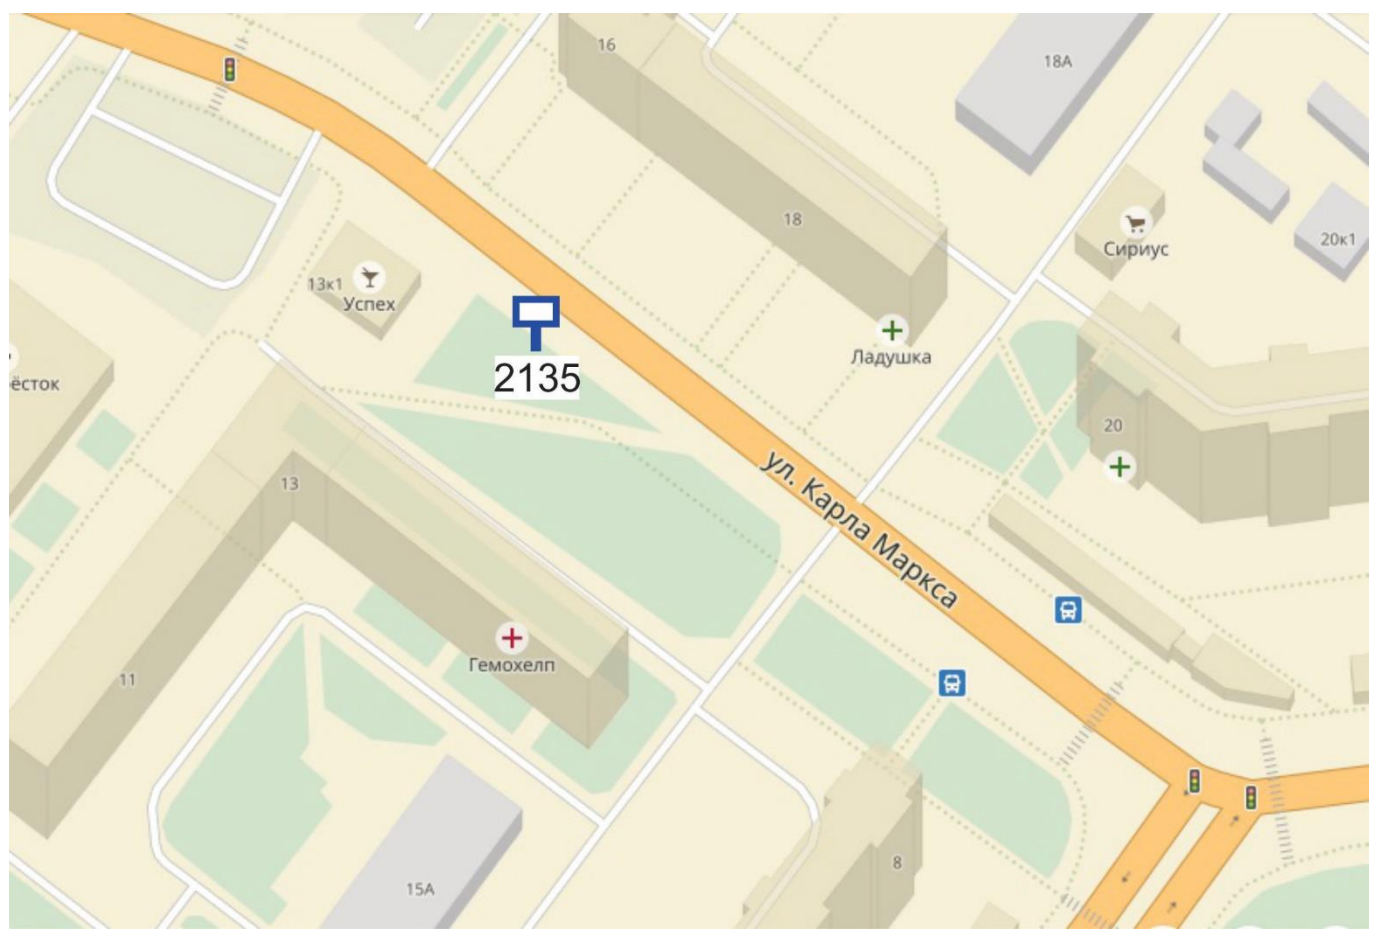 16
18А
18
Сириус
20к1
13к1
Успех
Ладушка
2135
ёсток
20
ул. Карла Маркса
13
Гемохелп
11
15А
8